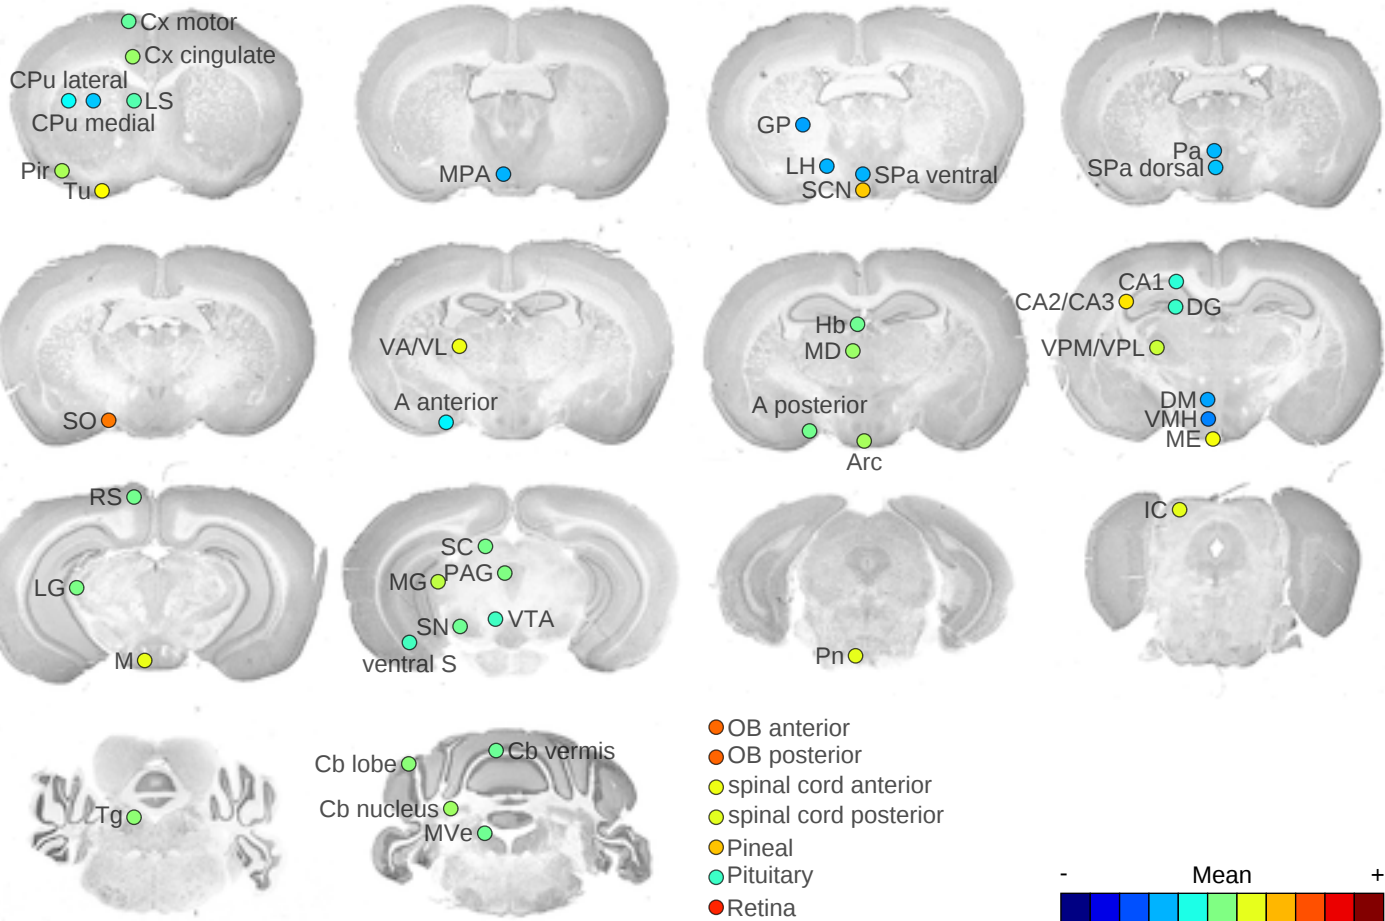 Cx motor
Cx cingulate
CPu lateral
LS
CPu medial
Pir
Tu
MPA
GP
LH
SPa ventral
SCN
Pa
SPa dorsal
SO
VA/VL
A anterior
Hb
MD
A posterior
Arc
CA1
CA2/CA3
DG
VPM/VPL
DM
VMH
ME
RS
LG
M
SC
MG
PAG
SN
VTA
ventral S
Pn
IC
Tg
Cb lobe
Cb vermis
Cb nucleus
MVe
OB anterior
OB posterior
spinal cord anterior
spinal cord posterior
Pineal
Pituitary
Retina
- Mean +